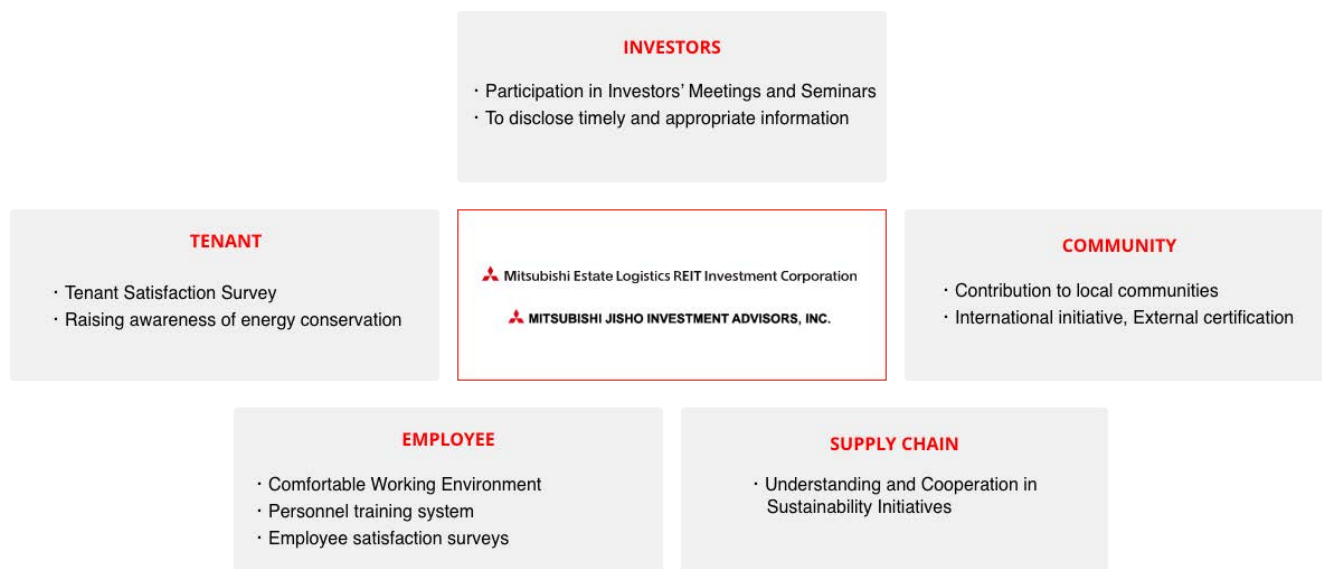 INVESTORS
・Participation in Investors’ Meetings and Seminars
・To disclose timely and appropriate information
TENANT
・Tenant Satisfaction Survey
・Raising awareness of energy conservation
Mitsubishi Estate Logistics REIT Investment Corporation
MITSUBISHI JISHO INVESTMENT ADVISORS, INC.
COMMUNITY
・Contribution to local communities
・International initiative, External certification
EMPLOYEE
・Comfortable Working Environment
・Personnel training system
・Employee satisfaction surveys
SUPPLY CHAIN
・Understanding and Cooperation in
Sustainability Initiatives